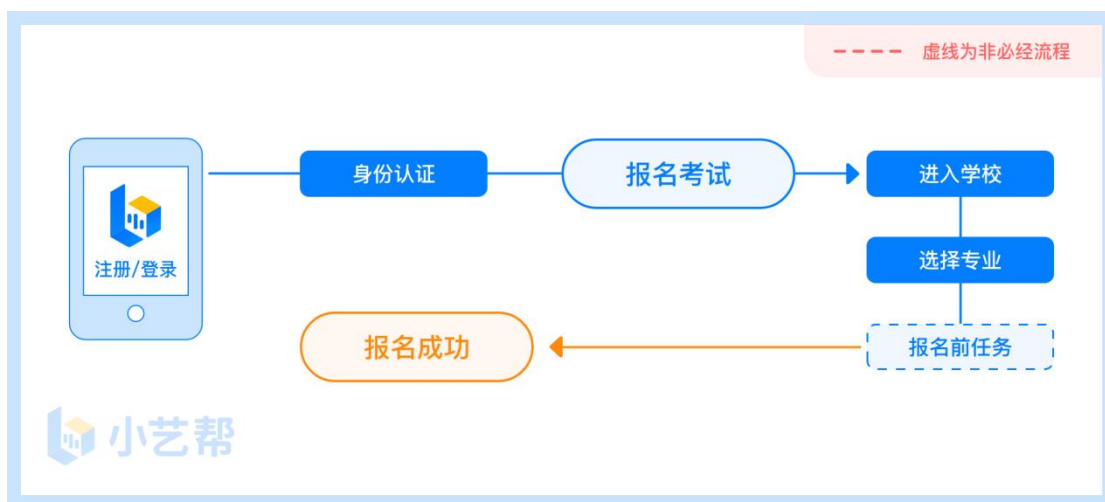 虚线为非必经流程
身份认证
报名考试
进入学校
注册/登录
选择专业
报名成功
报名前任务
小艺帮